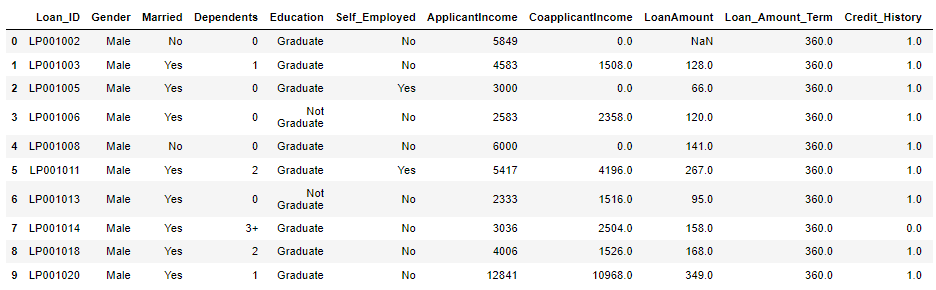 Loan_ID Gender Married Dependents Education Self_Employed ApplicantIncome CoapplicantIncome LoanAmount Loan_Amount_Term Credit_History
0 LP001002 Male No 0 Graduate No 5849 0.0 NaN 360.0 1.0
1 LP001003 Male Yes 1 Graduate No 4583 1508.0 128.0 360.0 1.0
2 LP001005 Male Yes 0 Graduate Yes 3000 0.0 66.0 360.0 1.0
3 LP001006 Male Yes 0 Not Graduate No 2583 2358.0 120.0 360.0 1.0
4 LP001008 Male No 0 Graduate No 6000 0.0 141.0 360.0 1.0
5 LP001011 Male Yes 2 Graduate Yes 5417 4196.0 267.0 360.0 1.0
6 LP001013 Male Yes 0 Not Graduate No 2333 1516.0 95.0 360.0 1.0
7 LP001014 Male Yes 3+ Graduate No 3036 2504.0 158.0 360.0 0.0
8 LP001018 Male Yes 2 Graduate No 4006 1526.0 168.0 360.0 1.0
9 LP001020 Male Yes 1 Graduate No 12841 10968.0 349.0 360.0 1.0